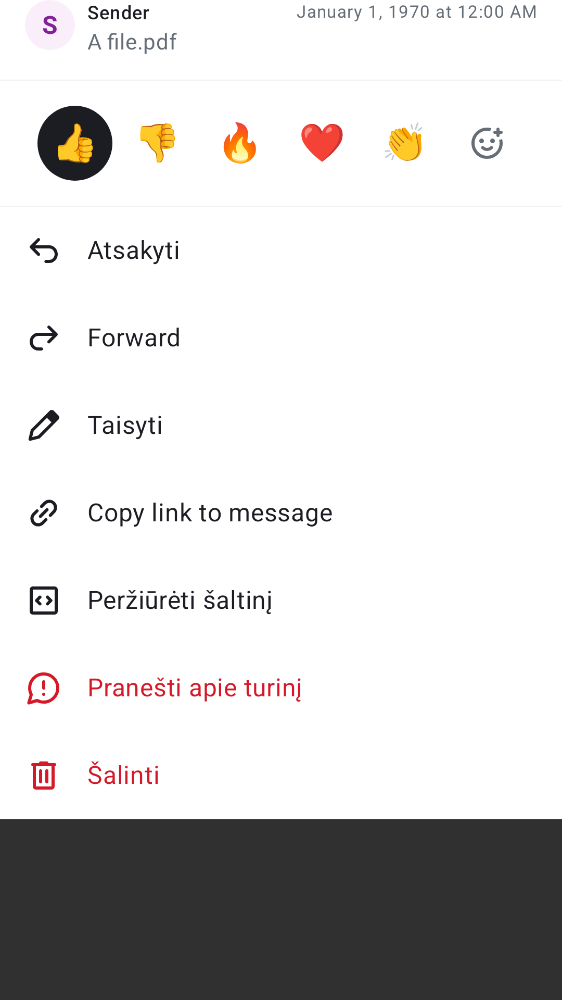 S
Sender
January 1, 1970 at 12:00 AM
A file.pdf
Atsakyti
Forward
Taisyti
Copy link to message
Peržiūrėti šaltinį
Pranešti apie turinį
Šalinti